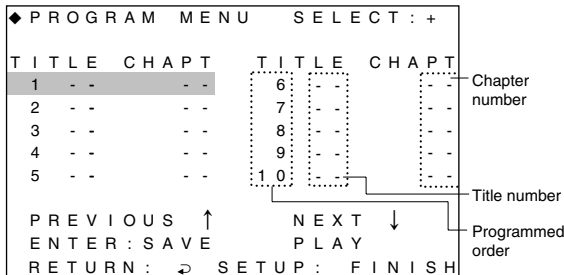 ◆PROGRAM MENU SELECT:+
TITLE CHAPT TITLE CHAPT
1 -- -- 6 -- --
2 -- -- 7 -- --
3 -- -- 8 -- --
4 -- -- 9 -- --
5 -- -- 10 -- --
Chapter
number
Title number
Programmed
order
PREVIOUS ↑ NEXT ↓
ENTER:SAVE PLAY
RETURN: SETUP: FINISH